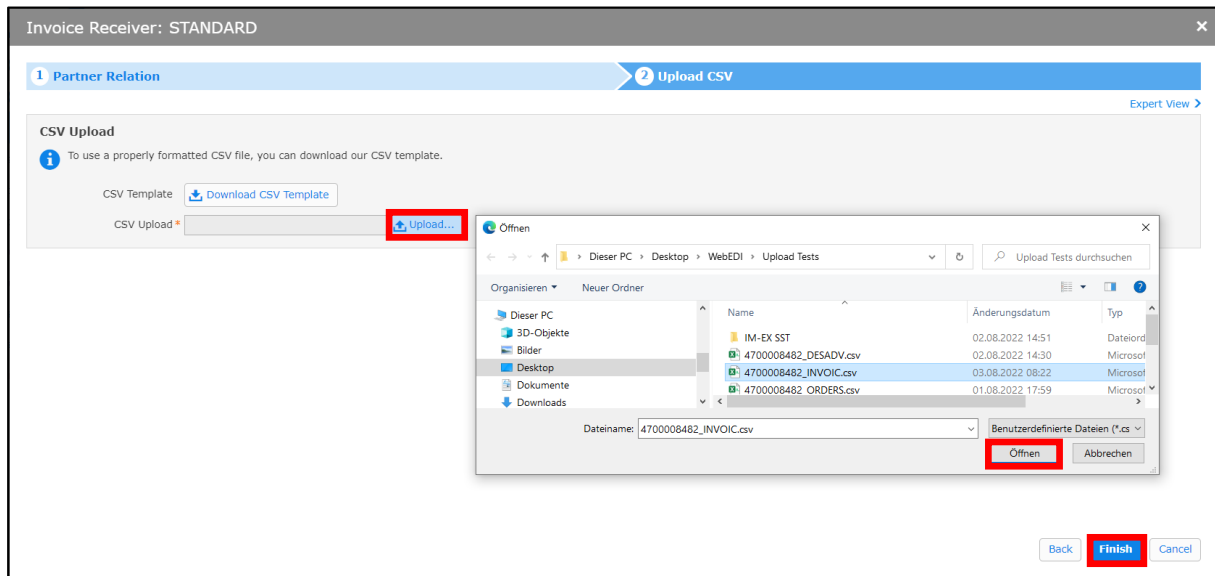 Invoice Receiver: STANDARD
1 Partner Relation
2 Upload CSV
Expert View
CSV Upload
To use a properly formatted CSV file, you can download our CSV template.
CSV Template Download CSV Template
CSV Upload * Upload...
Öffnen
Dieser PC > Desktop > WebEDI > Upload Tests
Upload Tests durchsuchen
Organisieren Neuer Ordner
Dieser PC
3D-Objekte
Bilder
Desktop
Dokumente
Downloads
Name Änderungsdatum Typ
IM-EX SST 02.08.2022 14:51 Dateiord
4700008482_DESADV.csv 02.08.2022 14:30 Microsof
4700008482_INVOIC.csv 03.08.2022 08:22 Microsof
4700008482_ORDERS.csv 01.08.2022 17:59 Microsof
Dateiname: 4700008482_INVOIC.csv Benutzerdefinierte Dateien (*.cs
Öffnen Abbrechen
Back Finish Cancel